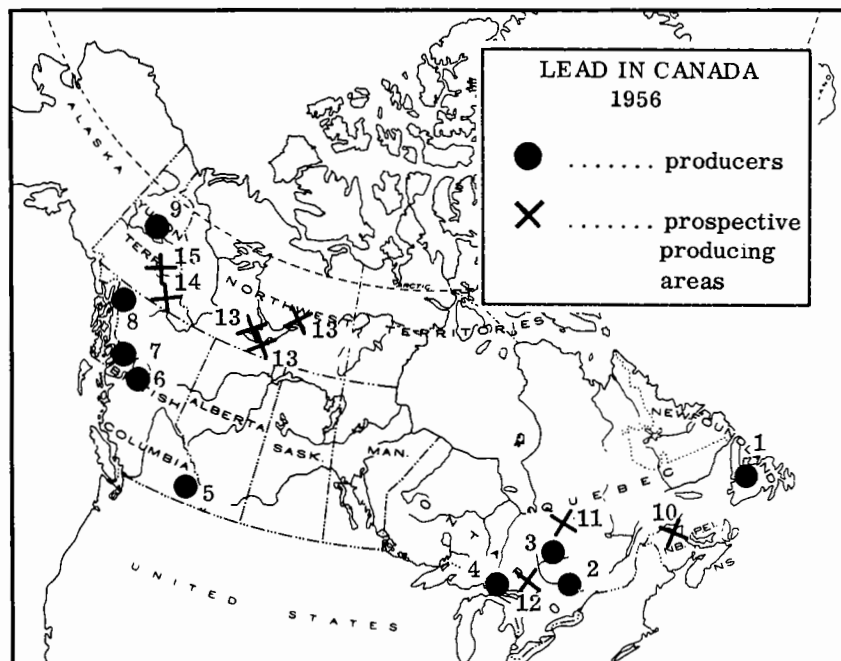 LEAD IN CANADA
1956
........ producers
........ prospective
producing
areas
ALASKA
YUKON
TERR.
NORTHWEST TERRITORIES
ARCTIC
BRITISH
COLUMBIA
ALBERTA
SASK.
MAN.
QUEBEC
NEWFOUNDLAND
P.E.I.
N.B.
NS
UNITED
STATES
9
15
14
8
13
13
13
7
6
5
1
11
10
3
4
2
12